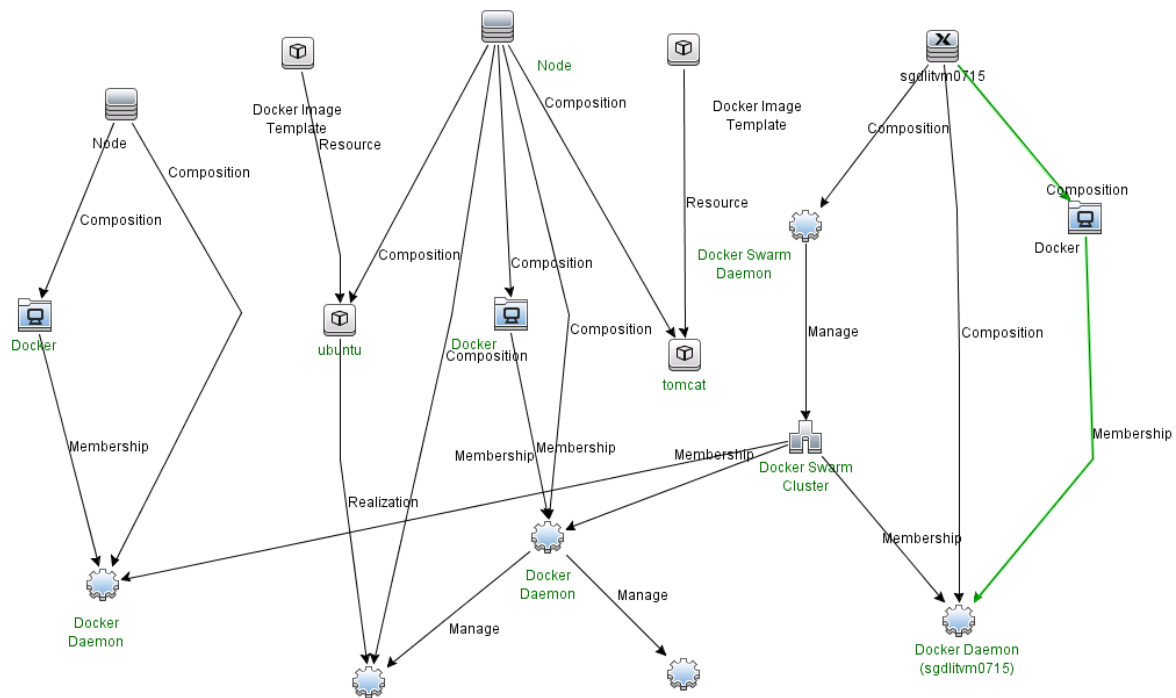 Node
sgdlitvm0715
Composition
Docker Image
Template
Docker Image
Template
Composition
Node
Resource
Composition
Composition
Composition
Resource
Docker
Composition
Composition
Docker Swarm
Daemon
Docker
ubuntu
Docker
Composition
Composition
Composition
Manage
tomcat
Membership
Membership
Membership
Membership
Membership
Docker Swarm
Cluster
Realization
Membership
Docker
Daemon
Docker
Daemon
Manage
Manage
Docker Daemon
(sgdlitvm0715)